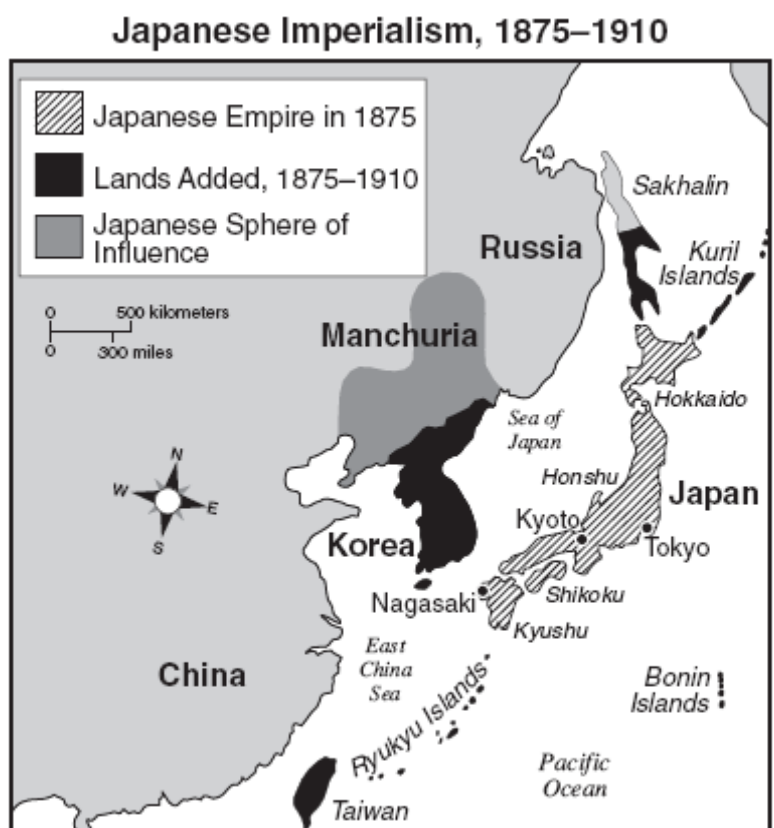 Japanese Imperialism, 1875–1910
Japanese Empire in 1875
Lands Added, 1875–1910
Japanese Sphere of
Influence
0 500 kilometers
0 300 miles
Sakhalin
Russia
Kuril
Islands
Manchuria
Hokkaido
Sea of
Japan
N
W
E
S
Honshu
Japan
Kyoto
Tokyo
Korea
Nagasaki
Shikoku
Kyushu
East
China
Sea
China
Bonin
Islands
Ryukyu Islands
Pacific
Ocean
Taiwan